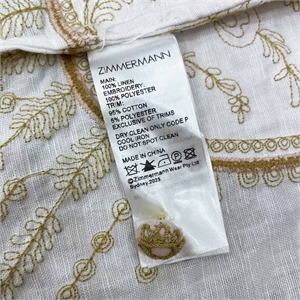 ZIMMERMANN
MAIN:
100% LINEN
EMBROIDERY:
100% POLYESTER
TRIM:
95% COTTON
5% POLYESTER
EXCLUSIVE OF TRIMS
DRY CLEAN ONLY CODE P
COOL IRON
DO NOT SPOT CLEAN
MADE IN CHINA
©Zimmermann Wear Pty Ltd
Sydney 2023